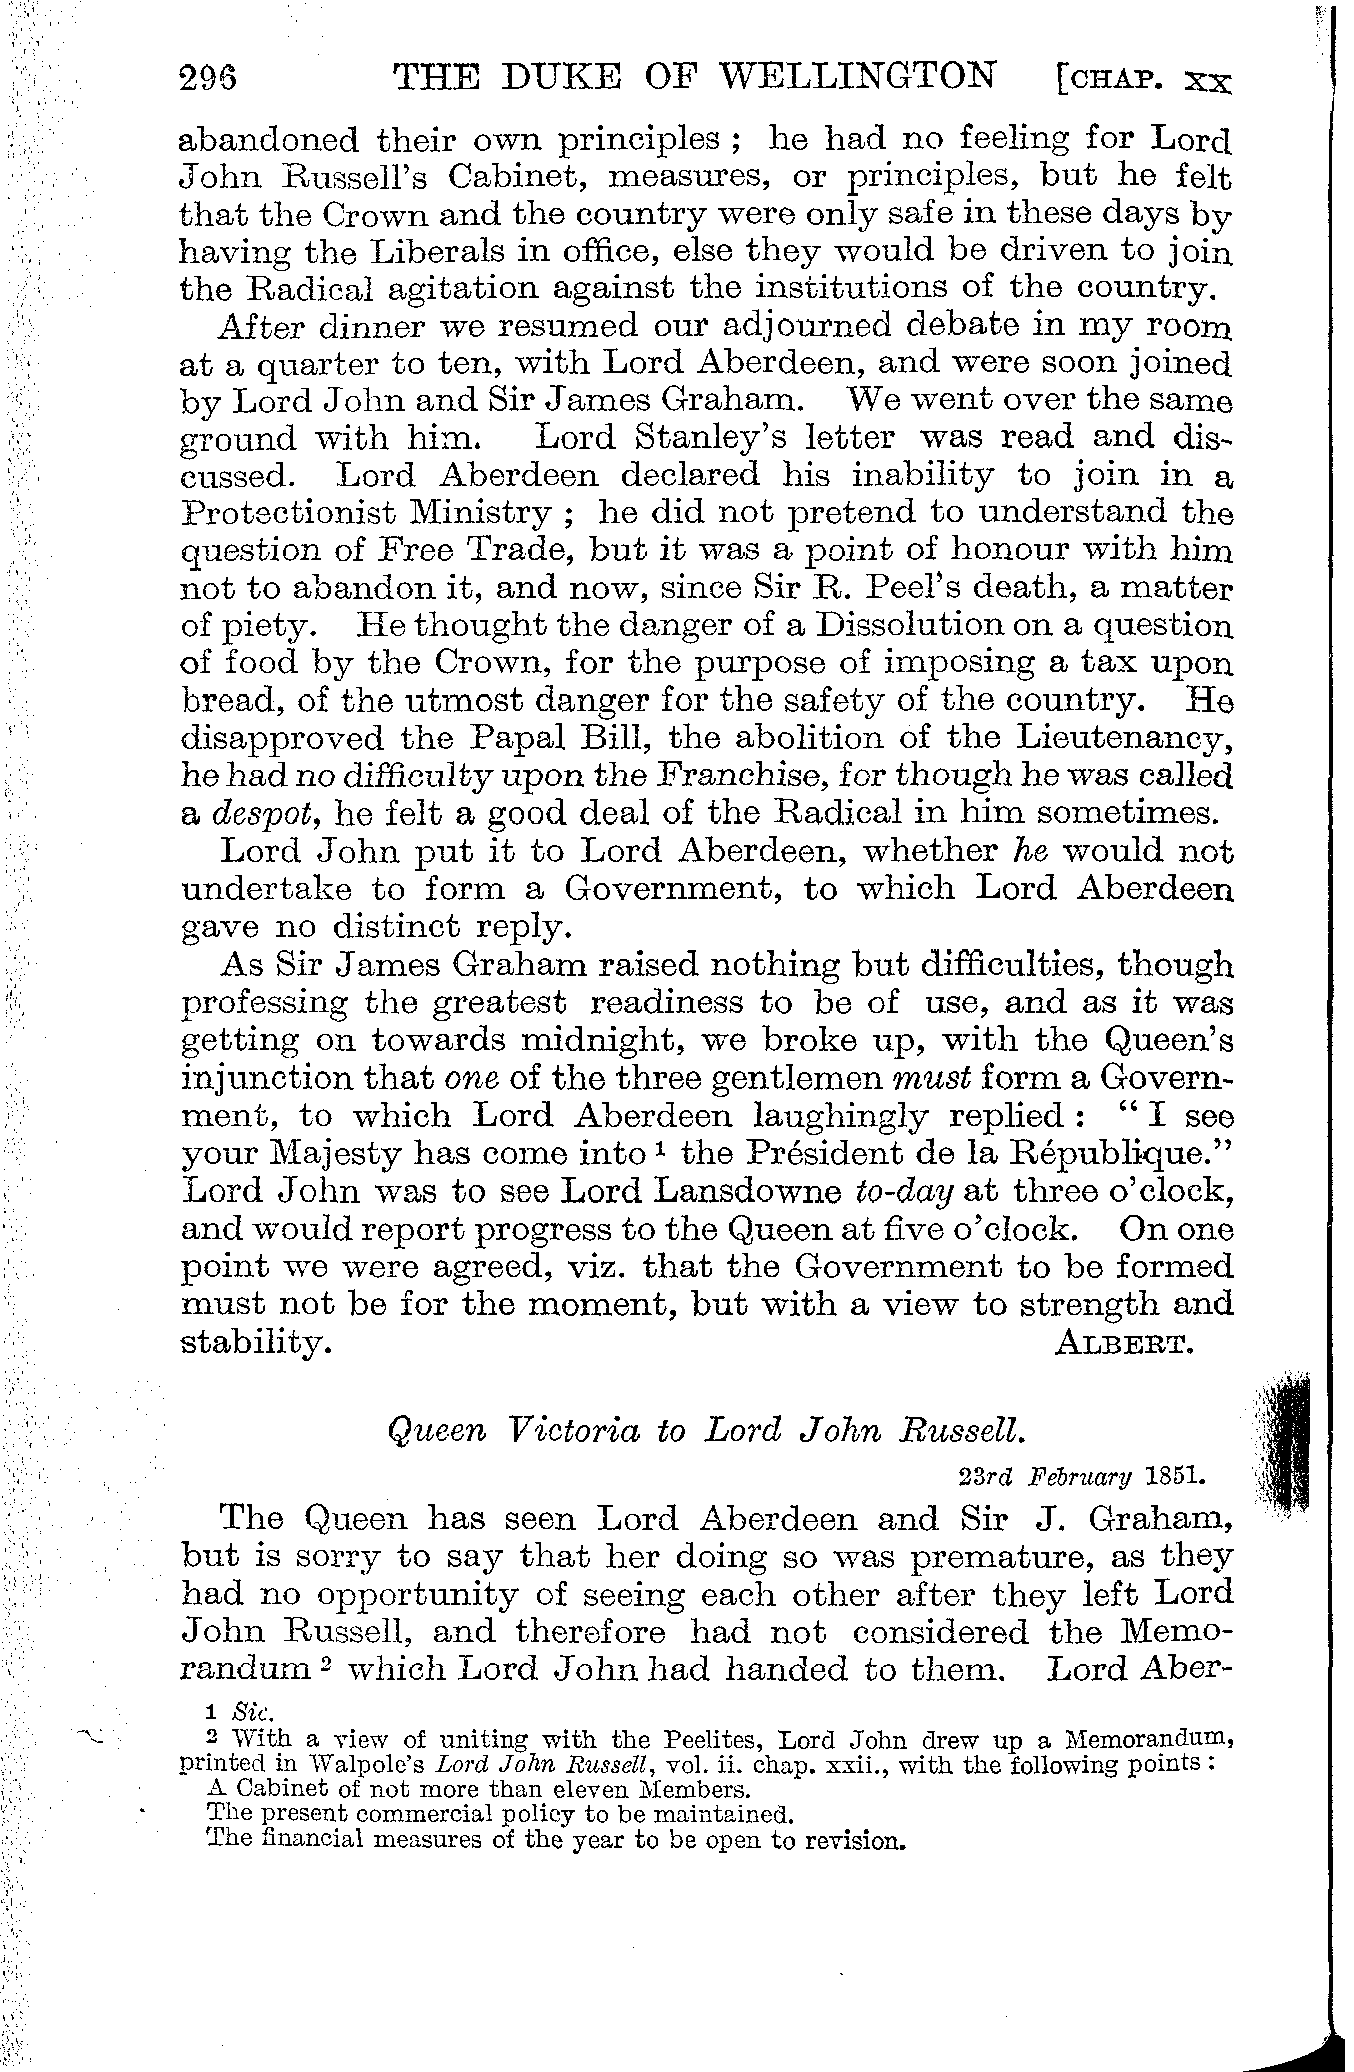 296 THE DUKE OF WELLINGTON [CHAP. XX
abandoned their own principles ; he had no feeling for Lord
John Russell's Cabinet, measures, or principles, but he felt
that the Crown and the country were only safe in these days by
having the Liberals in office, else they would be driven to join
the Radical agitation against the institutions of the country.
After dinner we resumed our adjourned debate in my room
at a quarter to ten, with Lord Aberdeen, and were soon joined
by Lord John and Sir James Graham. We went over the same
ground with him. Lord Stanley's letter was read and dis-
cussed. Lord Aberdeen declared his inability to join in a
Protectionist Ministry ; he did not pretend to understand the
question of Free Trade, but it was a point of honour with him
not to abandon it, and now, since Sir R. Peel's death, a matter
of piety. He thought the danger of a Dissolution on a question
of food by the Crown, for the purpose of imposing a tax upon
bread, of the utmost danger for the safety of the country. He
disapproved the Papal Bill, the abolition of the Lieutenancy,
he had no difficulty upon the Franchise, for though he was called
a despot, he felt a good deal of the Radical in him sometimes.
Lord John put it to Lord Aberdeen, whether he would not
undertake to form a Government, to which Lord Aberdeen
gave no distinct reply.
As Sir James Graham raised nothing but difficulties, though
professing the greatest readiness to be of use, and as it was
getting on towards midnight, we broke up, with the Queen's
injunction that one of the three gentlemen must form a Govern-
ment, to which Lord Aberdeen laughingly replied : "I see
your Majesty has come into ¹ the Président de la République."
Lord John was to see Lord Lansdowne to-day at three o'clock,
and would report progress to the Queen at five o'clock. On one
point we were agreed, viz. that the Government to be formed
must not be for the moment, but with a view to strength and
stability. ALBERT.
Queen Victoria to Lord John Russell.
23rd February 1851.
The Queen has seen Lord Aberdeen and Sir J. Graham,
but is sorry to say that her doing so was premature, as they
had no opportunity of seeing each other after they left Lord
John Russell, and therefore had not considered the Memo-
randum ² which Lord John had handed to them. Lord Aber-
1 Sic.
2 With a view of uniting with the Peelites, Lord John drew up a Memorandum,
printed in Walpole's Lord John Russell, vol. ii. chap. xxii., with the following points :
A Cabinet of not more than eleven Members.
The present commercial policy to be maintained.
The financial measures of the year to be open to revision.